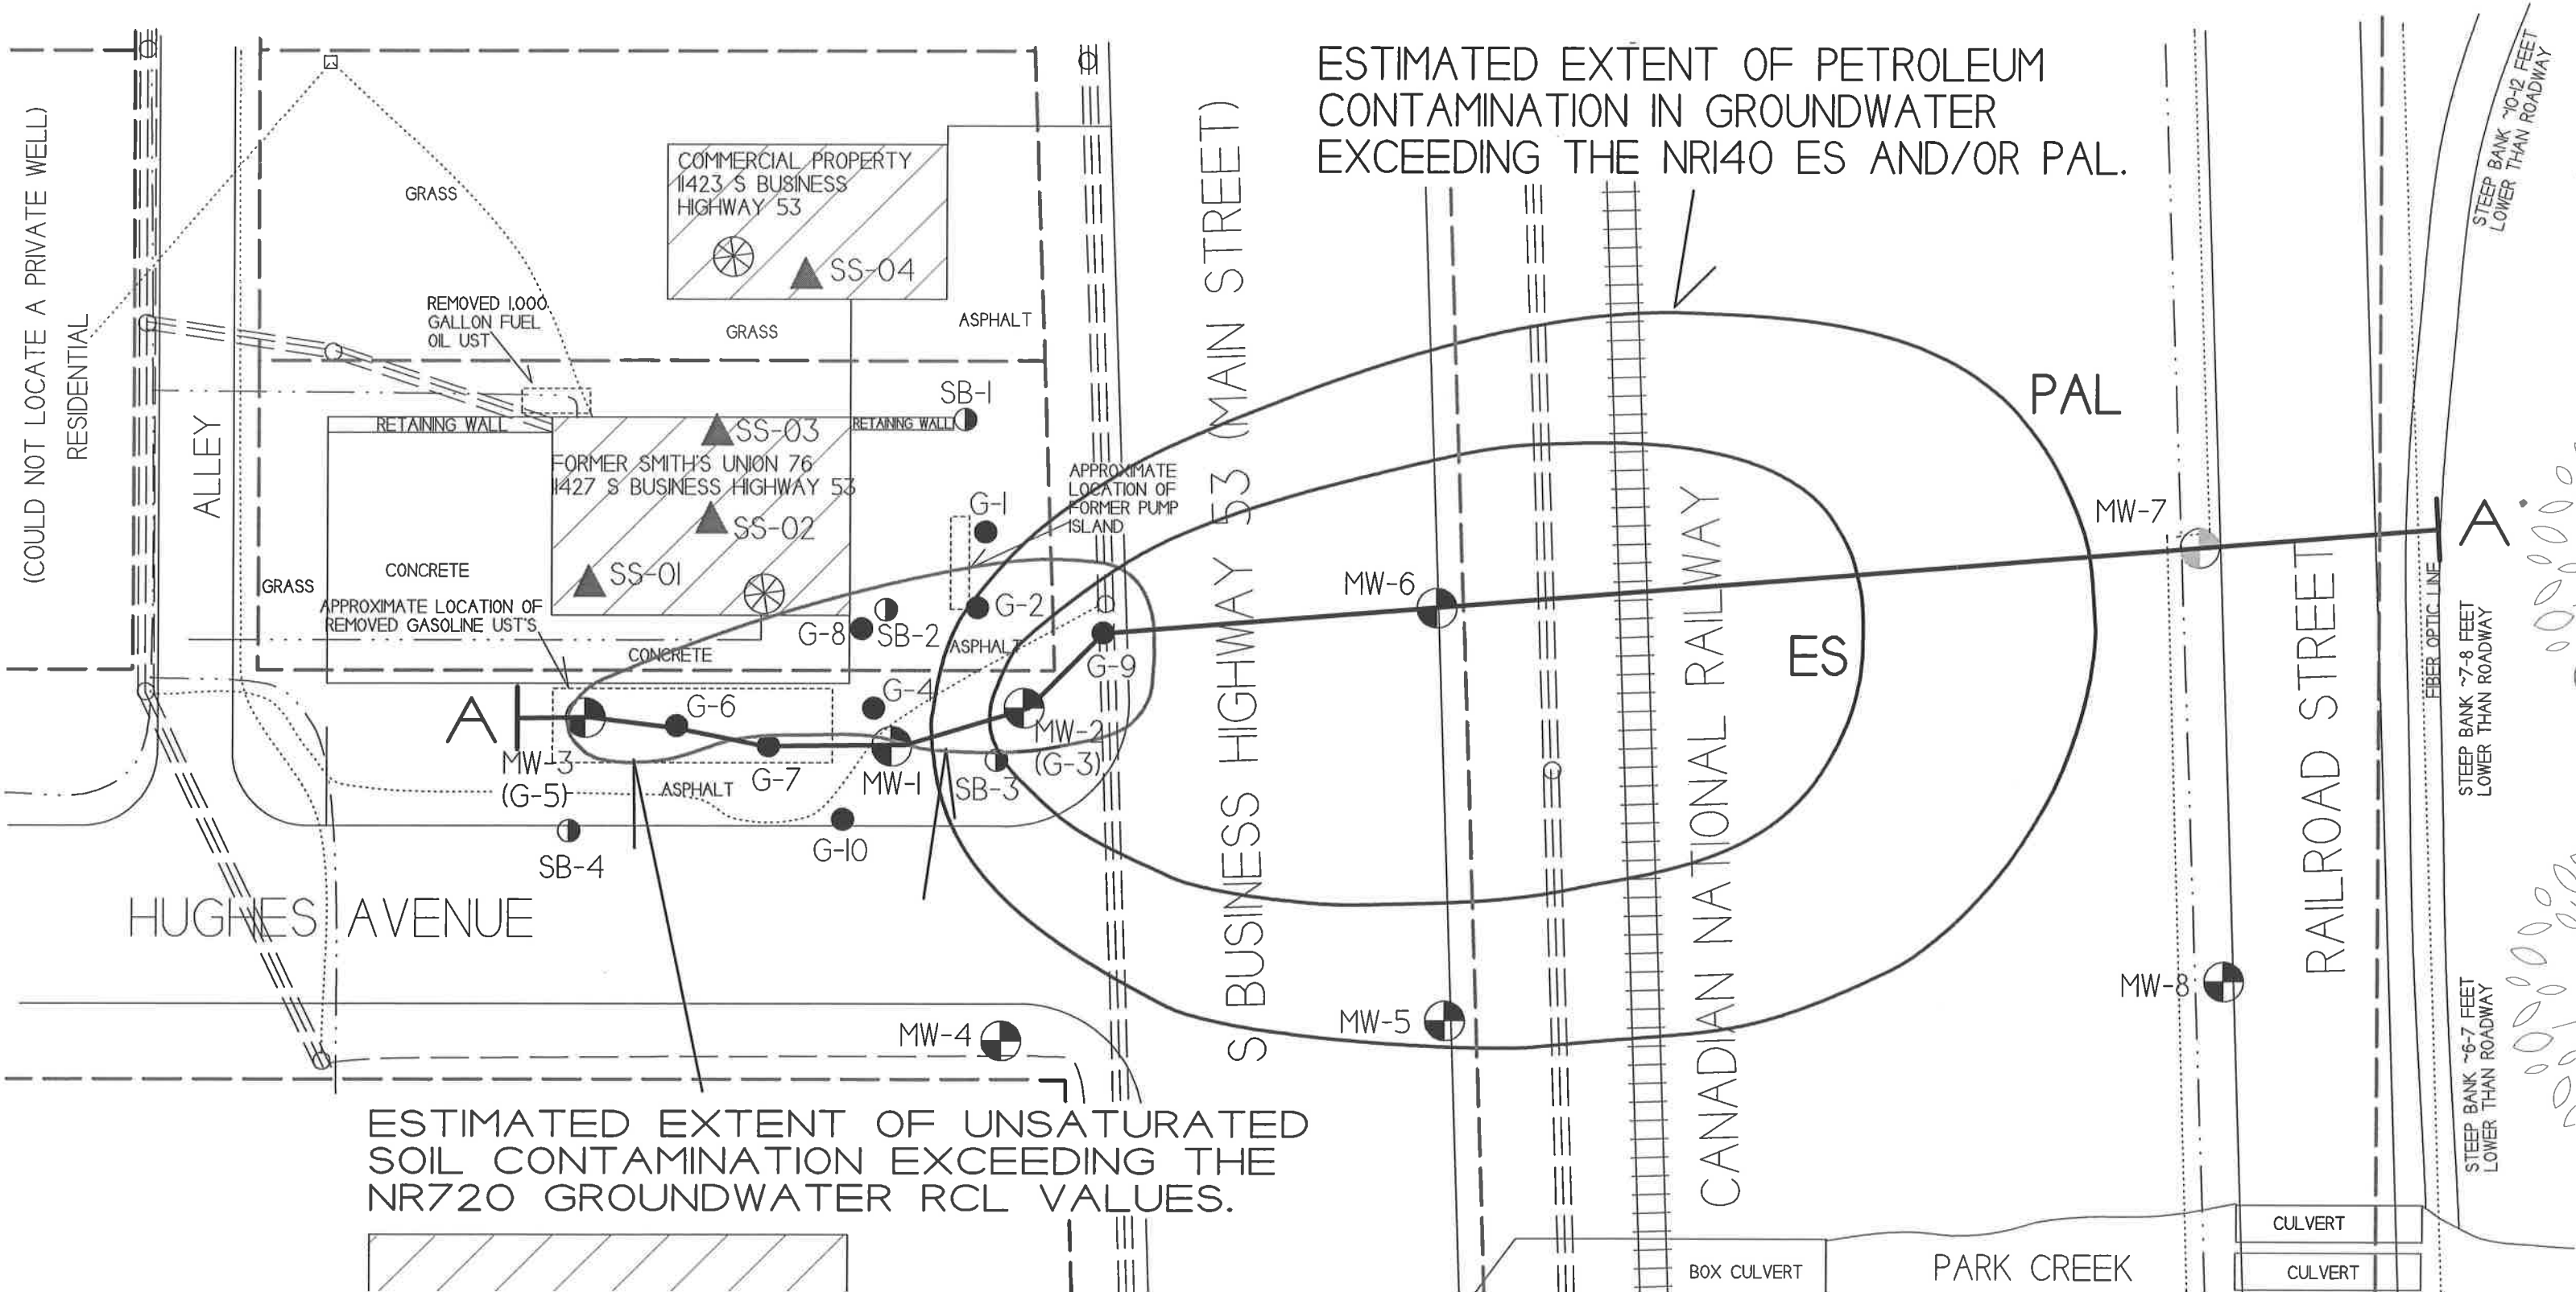 ESTIMATED EXTENT OF PETROLEUM
CONTAMINATION IN GROUNDWATER
EXCEEDING THE NR140 ES AND/OR PAL.
STEEP BANK ~10-12 FEET
LOWER THAN ROADWAY
(COULD NOT LOCATE A PRIVATE WELL)
RESIDENTIAL
ALLEY
GRASS
COMMERCIAL PROPERTY
11423 S BUSINESS
HIGHWAY 53
SS-04
REMOVED 1,000
GALLON FUEL
OIL UST
GRASS
ASPHALT
S BUSINESS HIGHWAY 53 (MAIN STREET)
PAL
SB-1
RETAINING WALL
RETAINING WALL
SS-03
FORMER SMITH'S UNION 76
11427 S BUSINESS HIGHWAY 53
SS-02
SS-01
APPROXIMATE
LOCATION OF
FORMER PUMP
ISLAND
G-1
G-2
MW-7
A
CONCRETE
GRASS
APPROXIMATE LOCATION OF
REMOVED GASOLINE UST'S
CONCRETE
G-8
SB-2
ASPHALT
G-9
MW-6
ES
CANADIAN NATIONAL RAILWAY
RAILROAD STREET
FIBER OPTIC LINE
STEEP BANK ~7-8 FEET
LOWER THAN ROADWAY
A
G-6
G-4
MW-3
(G-5)
G-7
MW-1
MW-2
(G-3)
SB-3
ASPHALT
SB-4
G-10
HUGHES AVENUE
MW-4
MW-5
MW-8
STEEP BANK ~6-7 FEET
LOWER THAN ROADWAY
ESTIMATED EXTENT OF UNSATURATED
SOIL CONTAMINATION EXCEEDING THE
NR720 GROUNDWATER RCL VALUES.
BOX CULVERT
PARK CREEK
CULVERT
CULVERT